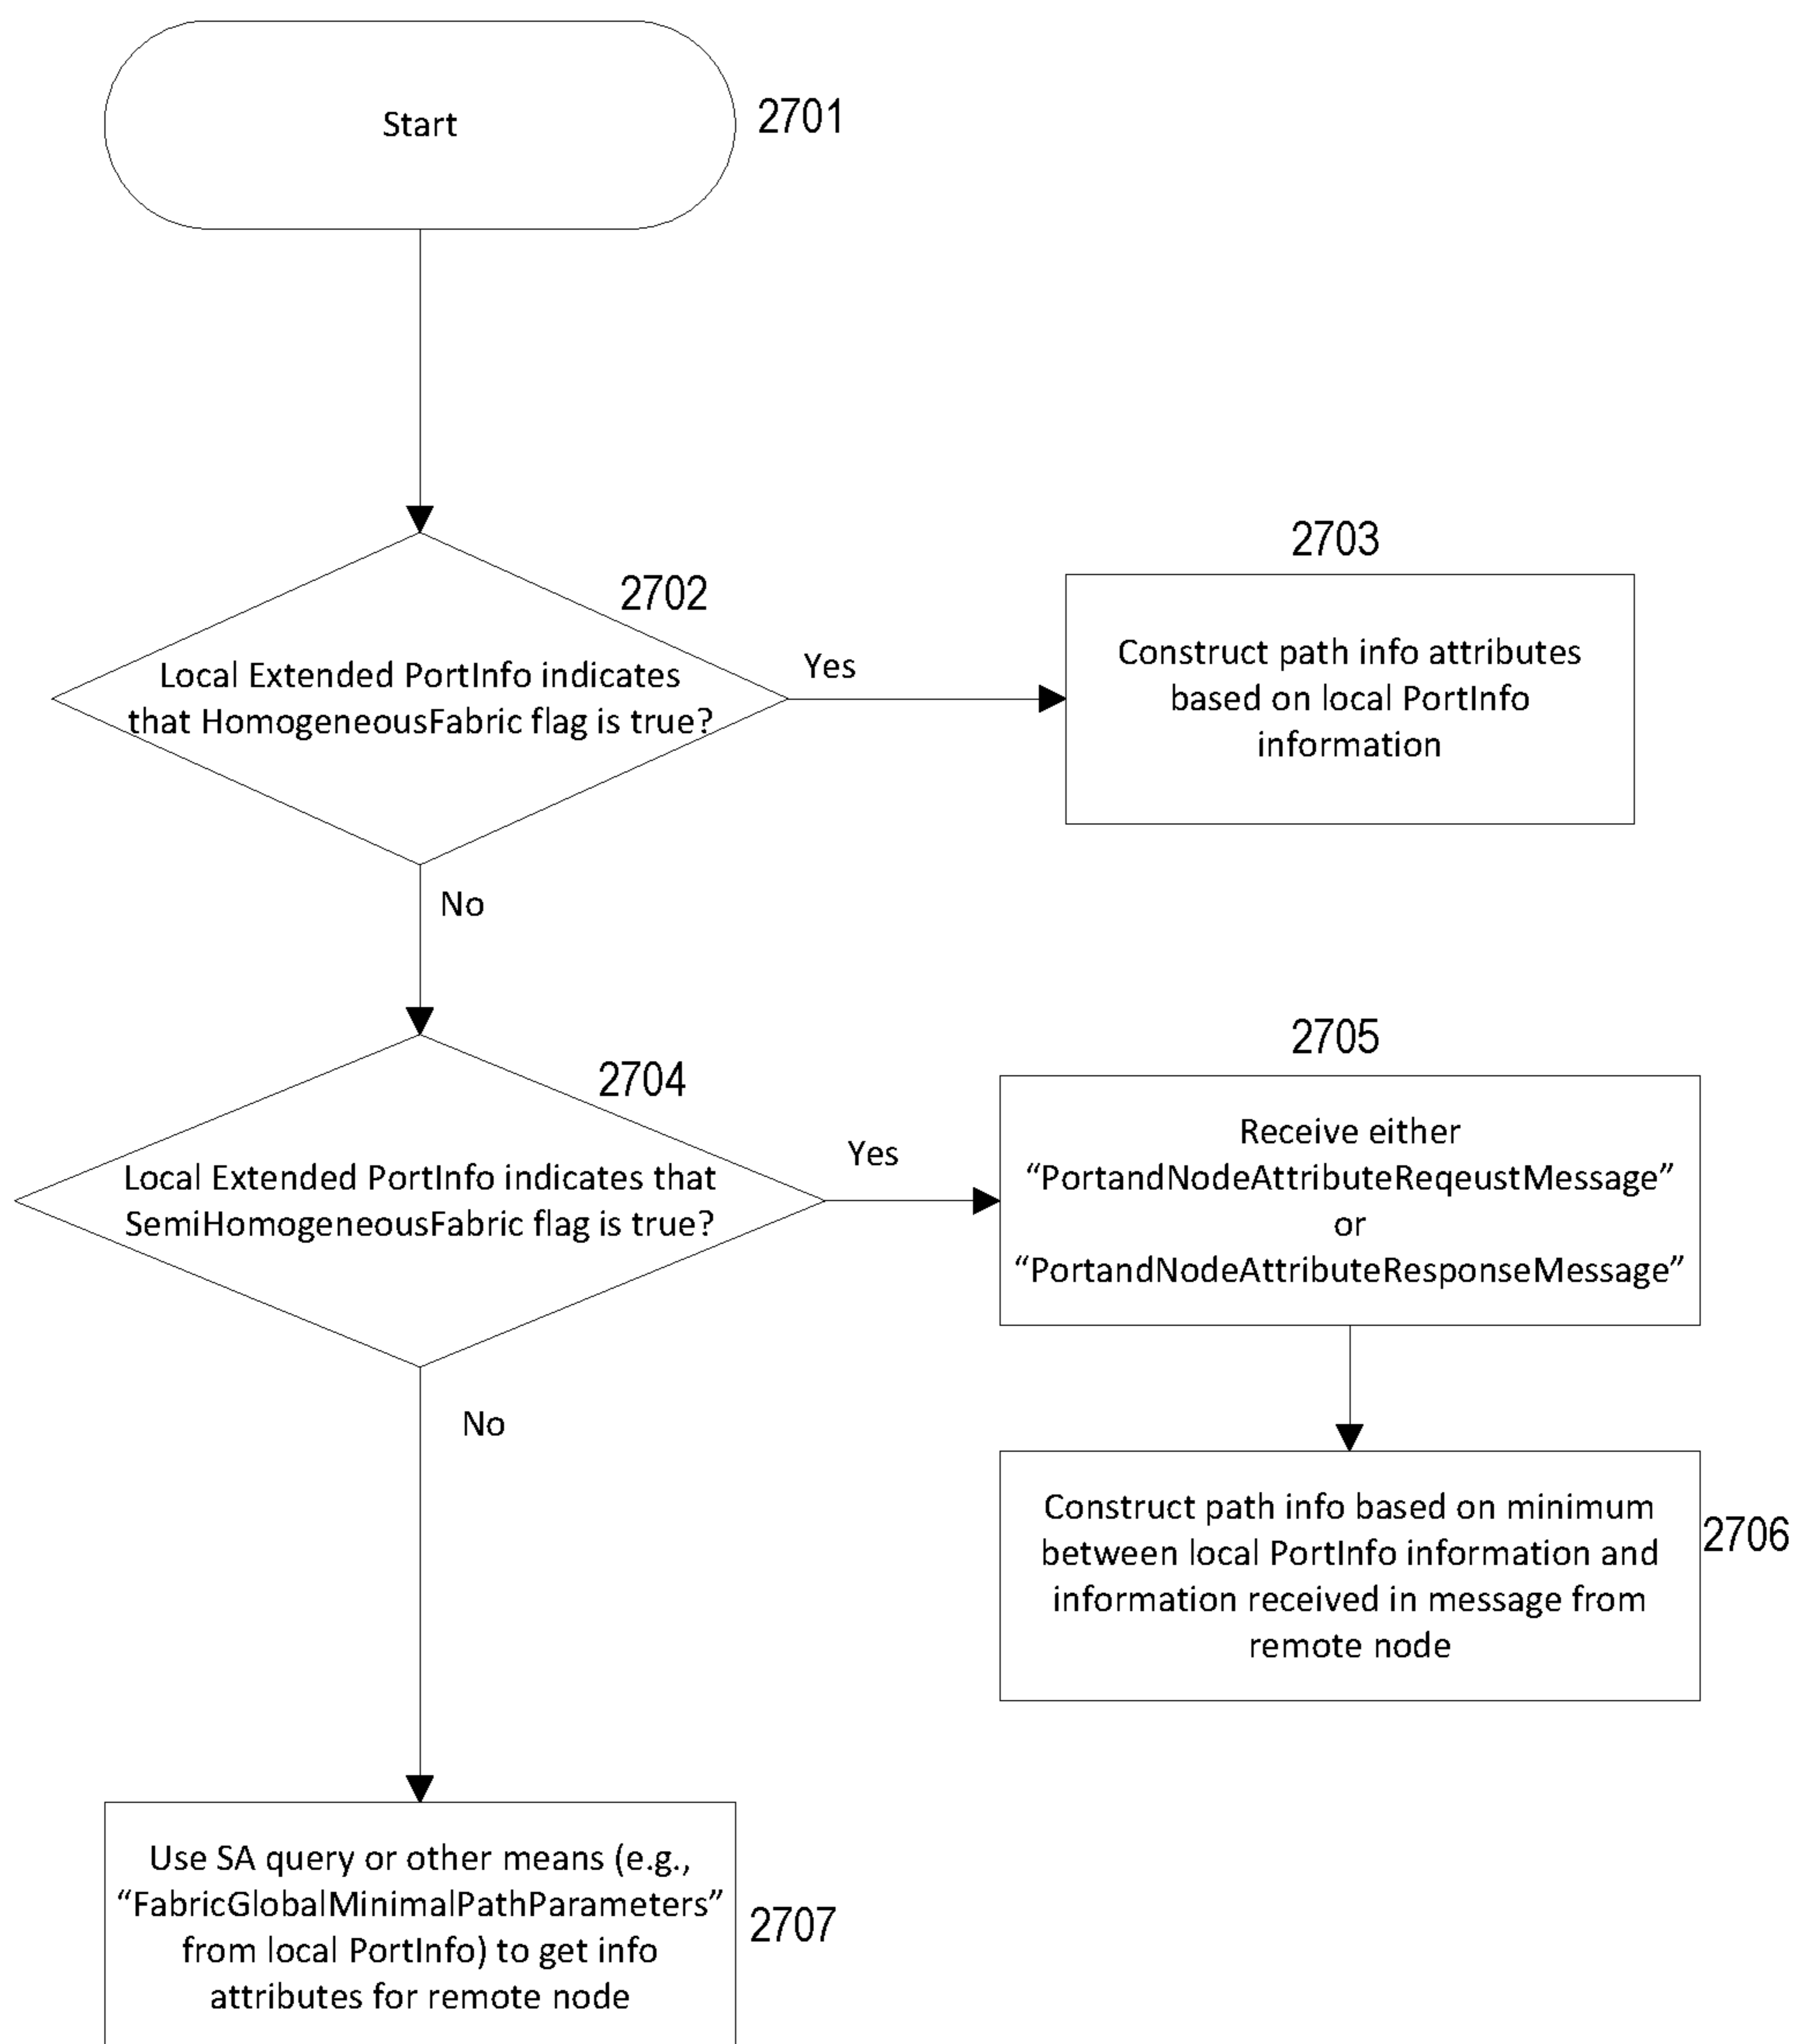 Start
2701
2702
Local Extended PortInfo indicates
that HomogeneousFabric flag is true?
Yes
2703
Construct path info attributes
based on local PortInfo
information
No
2704
Local Extended PortInfo indicates that
SemiHomogeneousFabric flag is true?
Yes
2705
Receive either
“PortandNodeAttributeReqeustMessage”
or
“PortandNodeAttributeResponseMessage”
2706
Construct path info based on minimum
between local PortInfo information and
information received in message from
remote node
No
Use SA query or other means (e.g.,
“FabricGlobalMinimalPathParameters”
from local PortInfo) to get info
attributes for remote node
2707